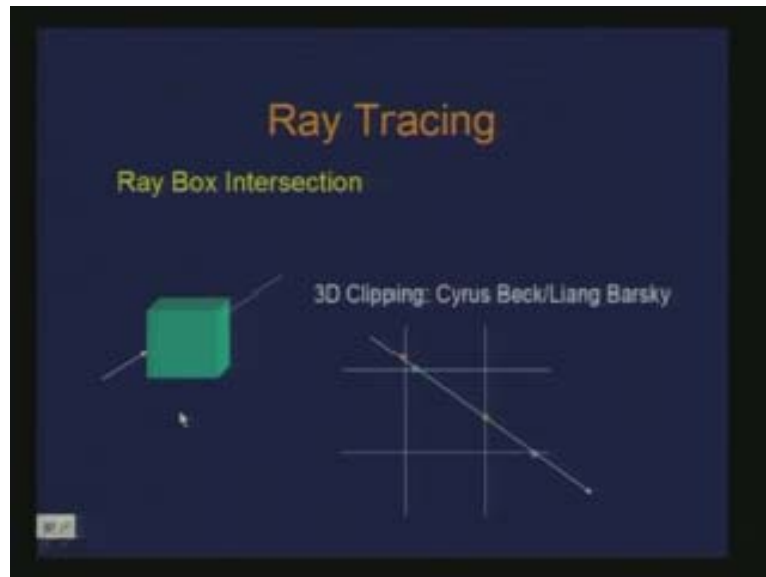 Ray Tracing
Ray Box Intersection
3D Clipping: Cyrus Beck/Liang Barsky